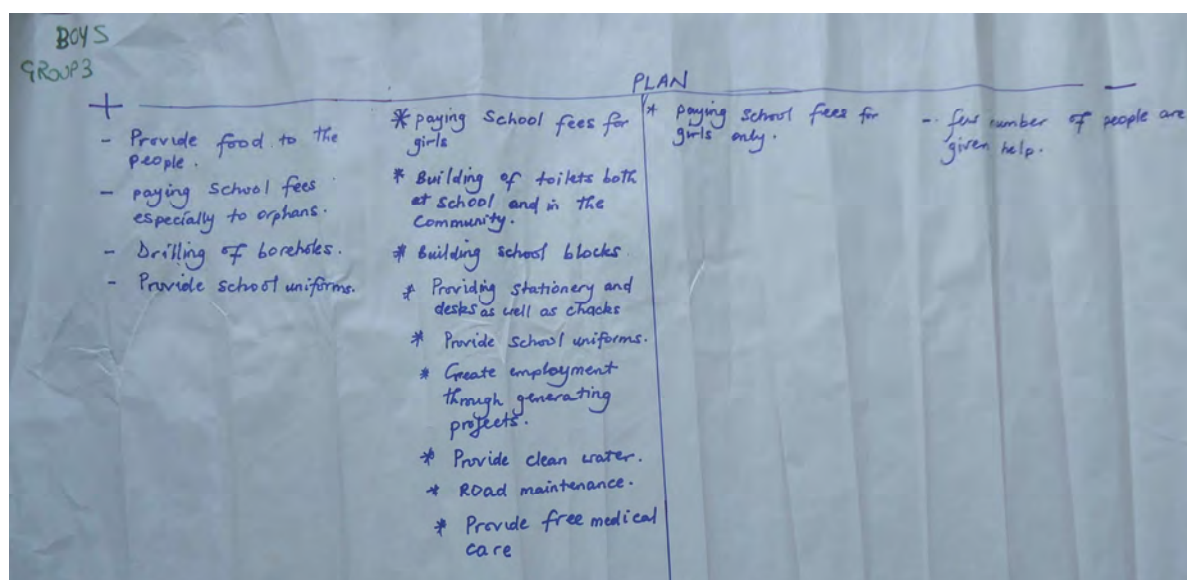 BOYS
GROUP3
PLAN
+
—
- Provide food to the
people.
- paying School fees
especially to orphans.
- Drilling of boreholes.
- Provide school uniforms.
* paying School fees for
girls
* Building of toilets both
at school and in the
Community.
* Building school blocks
* Providing stationery and
desks as well as chacks
* Provide School uniforms.
* Create employment
through generating
projects.
* Provide clean water.
* Road maintenance.
* Provide free medical
care
* paying School fees for
girls only.
- few number of people are
given help.